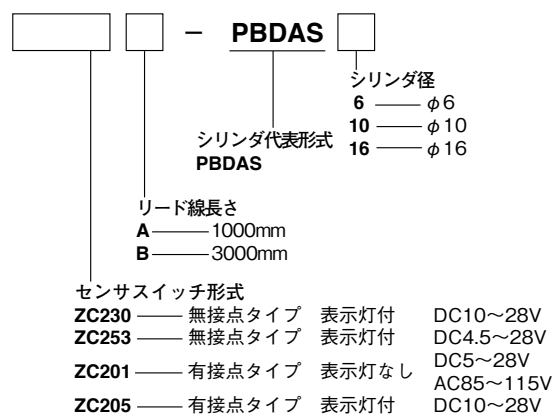 − PBDAS
シリンダ径
6 ― φ6
10 ― φ10
16 ― φ16
シリンダ代表形式
PBDAS
リード線長さ
A ― 1000mm
B ― 3000mm
センサスイッチ形式
ZC230 ― 無接点タイプ 表示灯付 DC10〜28V
ZC253 ― 無接点タイプ 表示灯付 DC4.5〜28V
ZC201 ― 有接点タイプ 表示灯なし DC5〜28V
AC85〜115V
ZC205 ― 有接点タイプ 表示灯付 DC10〜28V